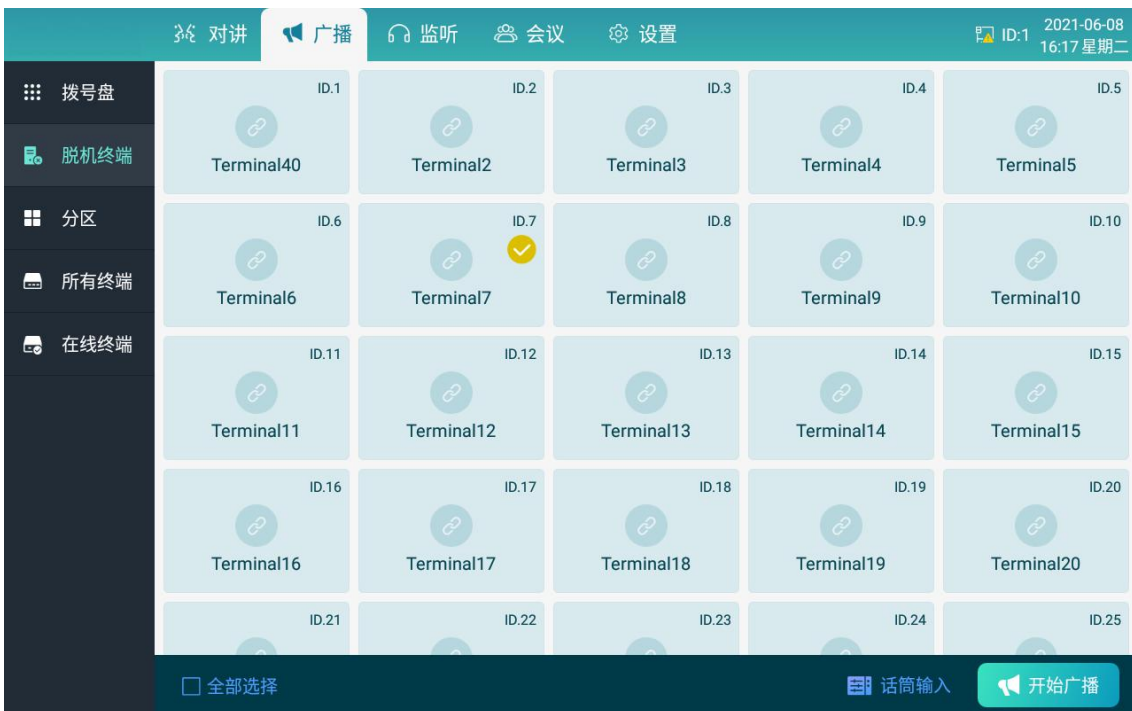 对讲 广播 监听 会议 设置 ID:1 2021-06-08
16:17 星期二
拨号盘
脱机终端
分区
所有终端
在线终端
ID.1 ID.2 ID.3 ID.4 ID.5
Terminal40 Terminal2 Terminal3 Terminal4 Terminal5
ID.6 ID.7 ID.8 ID.9 ID.10
Terminal6 Terminal7 Terminal8 Terminal9 Terminal10
ID.11 ID.12 ID.13 ID.14 ID.15
Terminal11 Terminal12 Terminal13 Terminal14 Terminal15
ID.16 ID.17 ID.18 ID.19 ID.20
Terminal16 Terminal17 Terminal18 Terminal19 Terminal20
ID.21 ID.22 ID.23 ID.24 ID.25
全部选择 话筒输入 开始广播